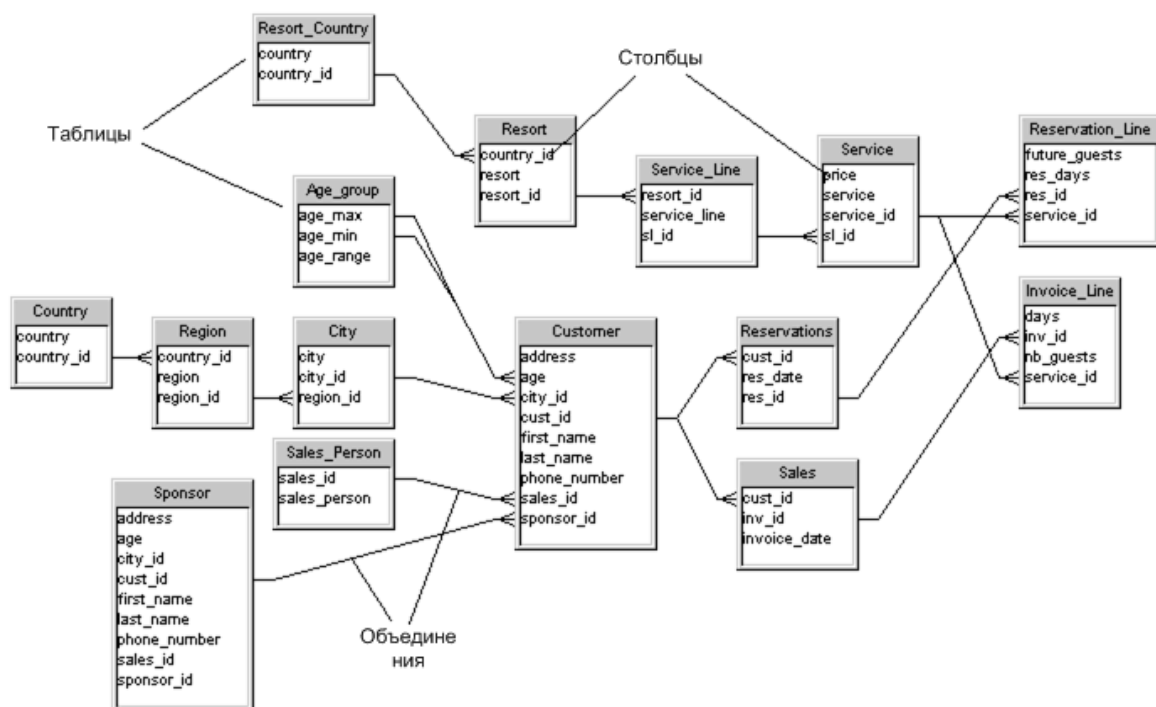 Resort_Country
country
country_id
Столбцы
Таблицы
Resort
country_id
resort
resort_id
Service_Line
resort_id
service_line
sl_id
Service
price
service
service_id
sl_id
Reservation_Line
future_guests
res_days
res_id
service_id
Age_group
age_max
age_min
age_range
Invoice_Line
days
inv_id
nb_guests
service_id
Country
country
country_id
Region
country_id
region
region_id
City
city
city_id
region_id
Customer
address
age
city_id
cust_id
first_name
last_name
phone_number
sales_id
sponsor_id
Reservations
cust_id
res_date
res_id
Sales_Person
sales_id
sales_person
Sales
cust_id
inv_id
invoice_date
Sponsor
address
age
city_id
cust_id
first_name
last_name
phone_number
sales_id
sponsor_id
Объедине
ния